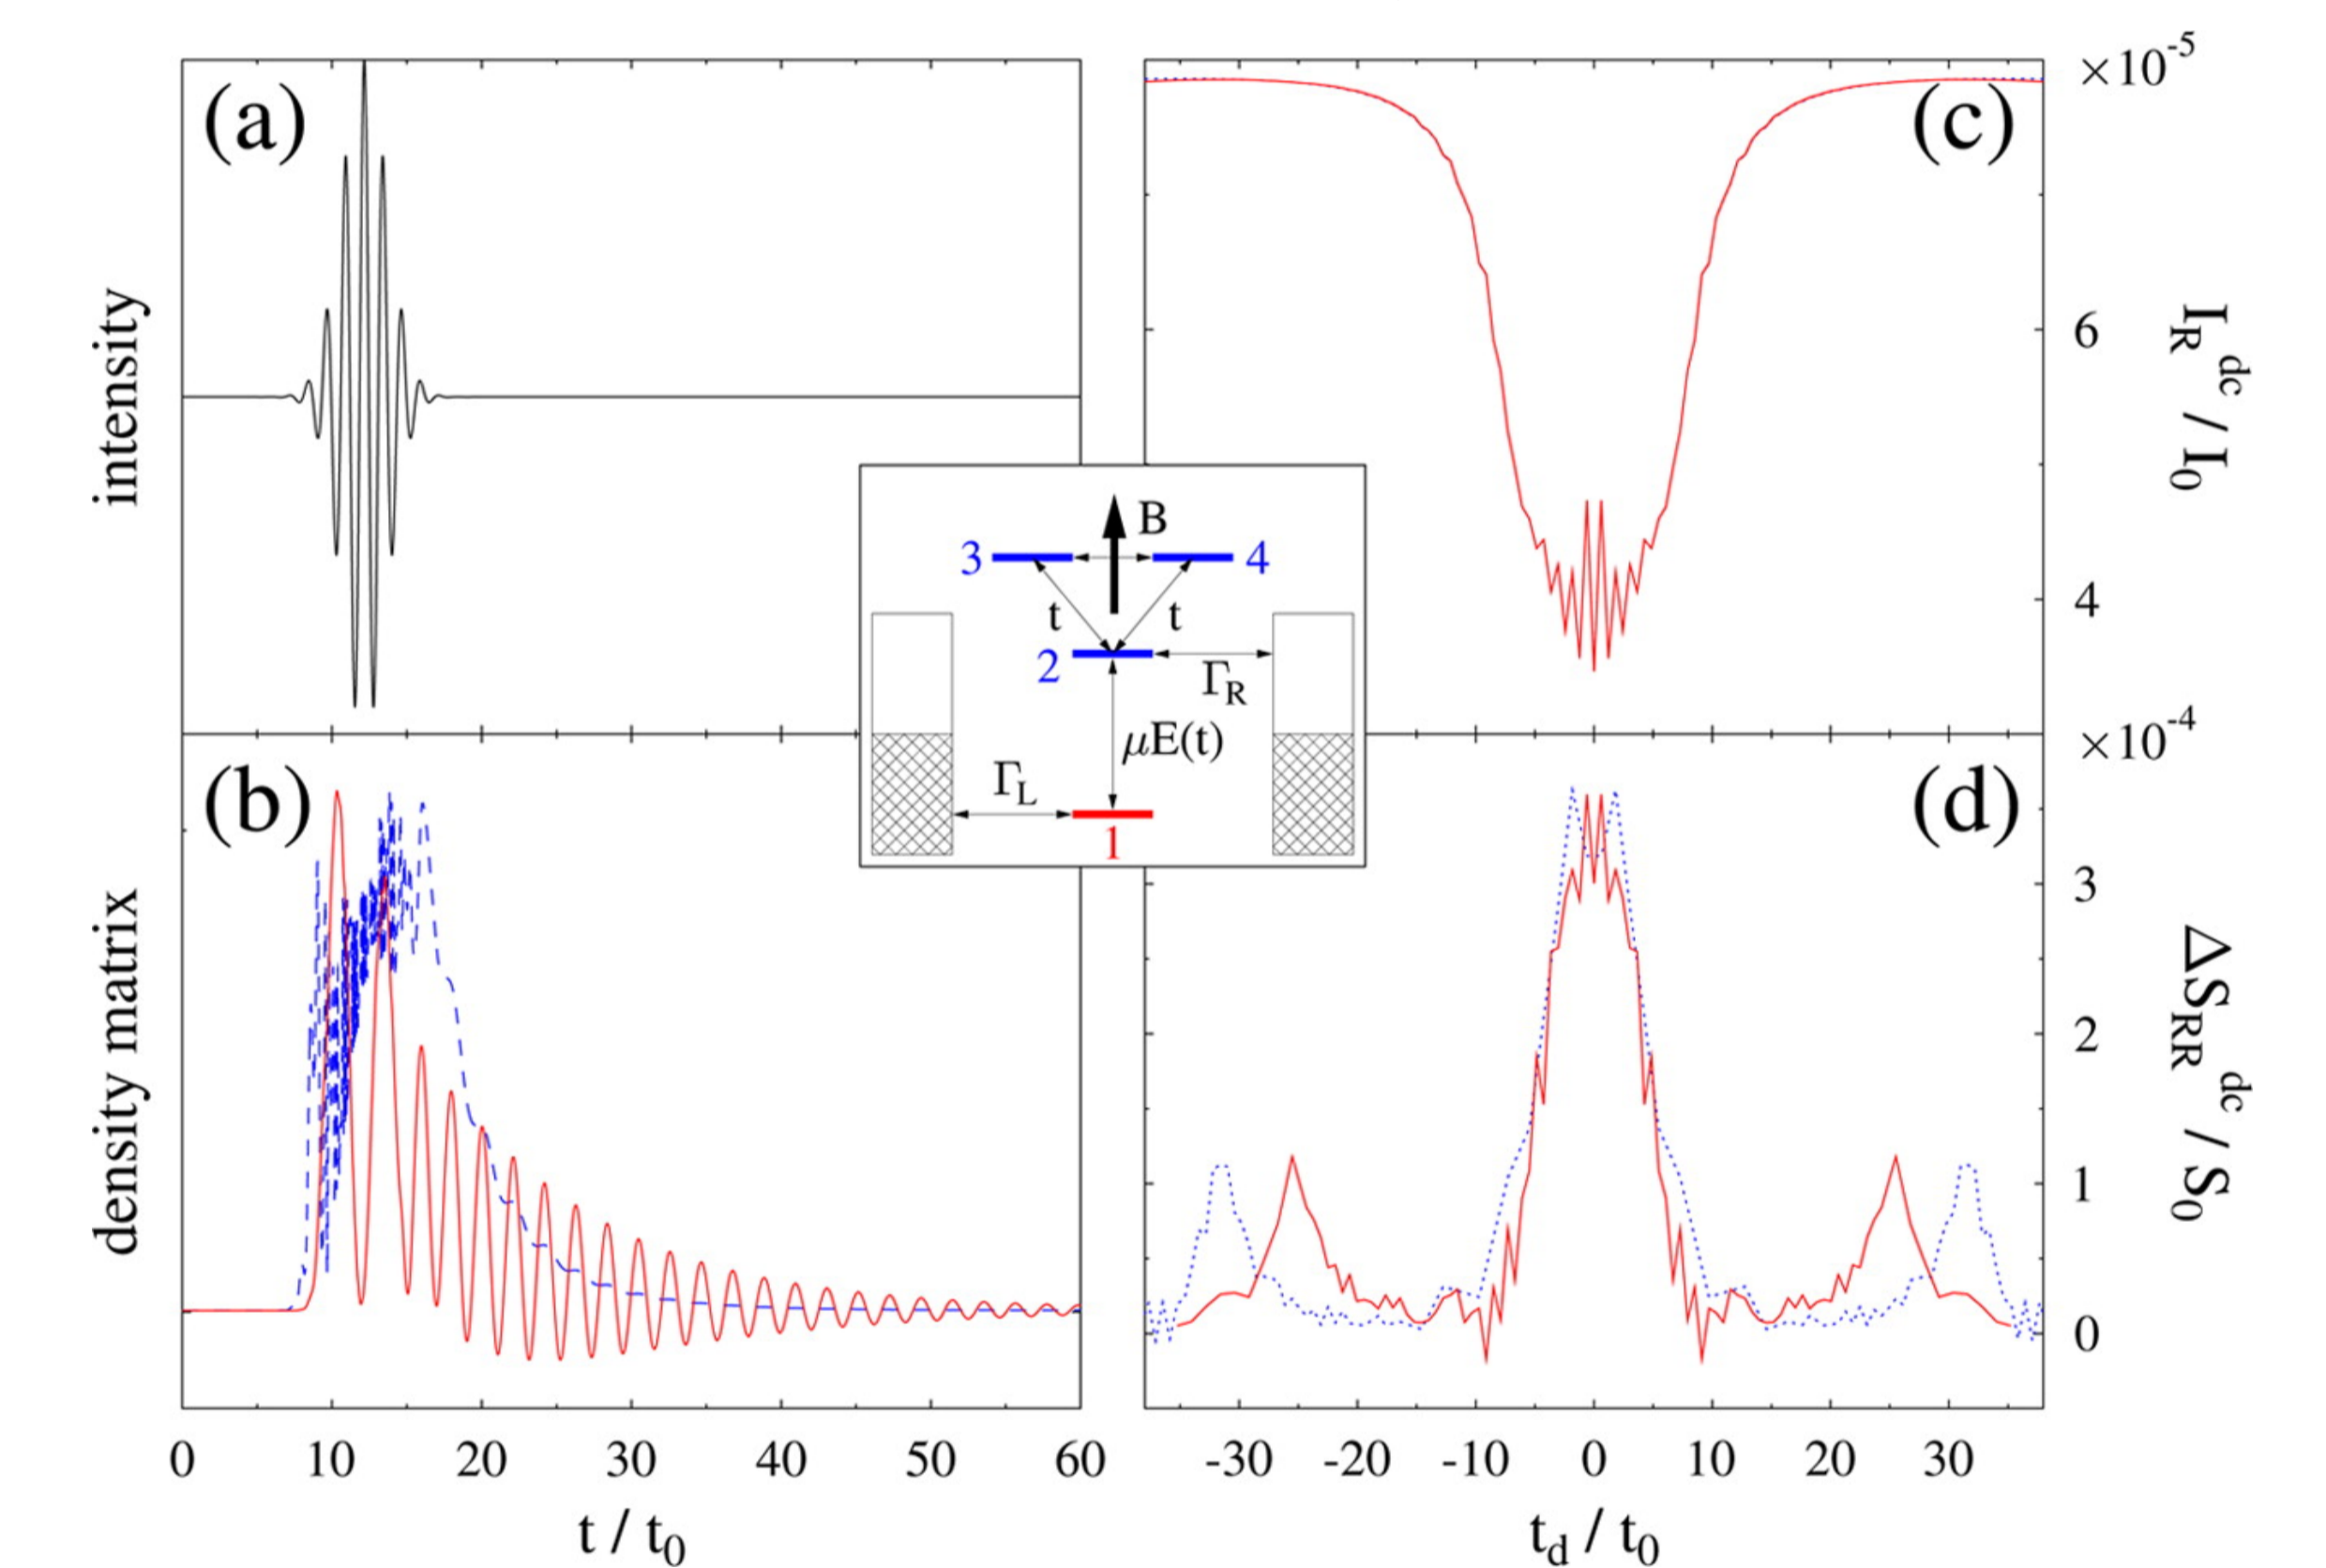 (a)
intensity
(b)
density matrix
0 10 20 30 40 50 60
t / t₀
B
3 4
t t
2
Γ_R
μE(t)
Γ_L
1
×10⁻⁵
(c)
6
4
I_R^dc / I₀
×10⁻⁴
(d)
3
2
1
0
ΔS_RR^dc / S₀
-30 -20 -10 0 10 20 30
t_d / t₀